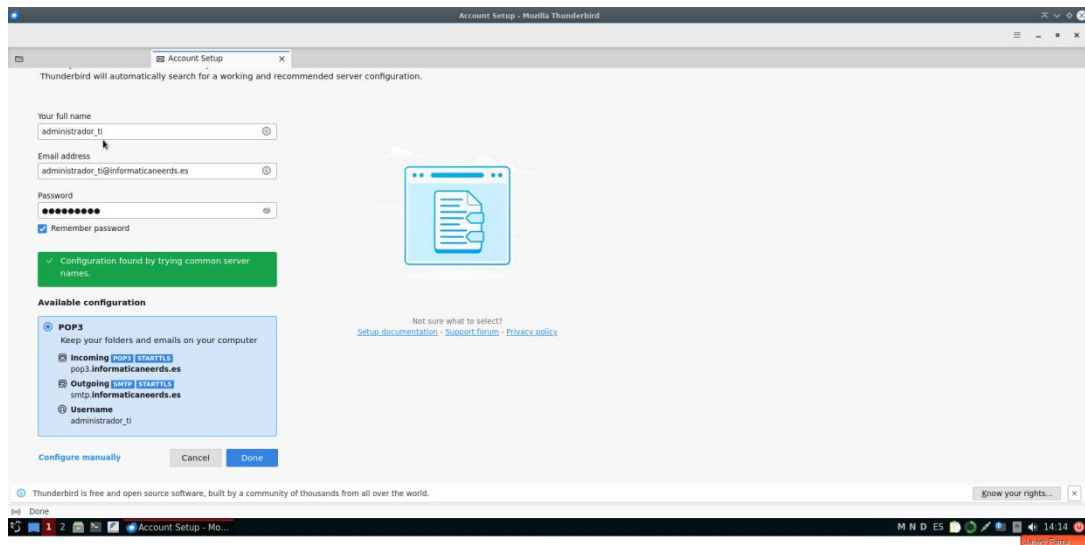 Account Setup - Mozilla Thunderbird
Account Setup
Thunderbird will automatically search for a working and recommended server configuration.
Your full name
administrador_ti
Email address
administrador_ti@informaticaneerds.es
Password
Remember password
Configuration found by trying common server
names.
Available configuration
POP3
Keep your folders and emails on your computer
Incoming POP3 STARTTLS
pop3.informaticaneerds.es
Outgoing SMTP STARTTLS
smtp.informaticaneerds.es
Username
administrador_ti
Configure manually
Cancel
Done
Not sure what to select?
Setup documentation - Support forum - Privacy policy
Thunderbird is free and open source software, built by a community of thousands from all over the world.
Know your rights...
Done
1 2 Account Setup - Mo...
M N D ES 14:14